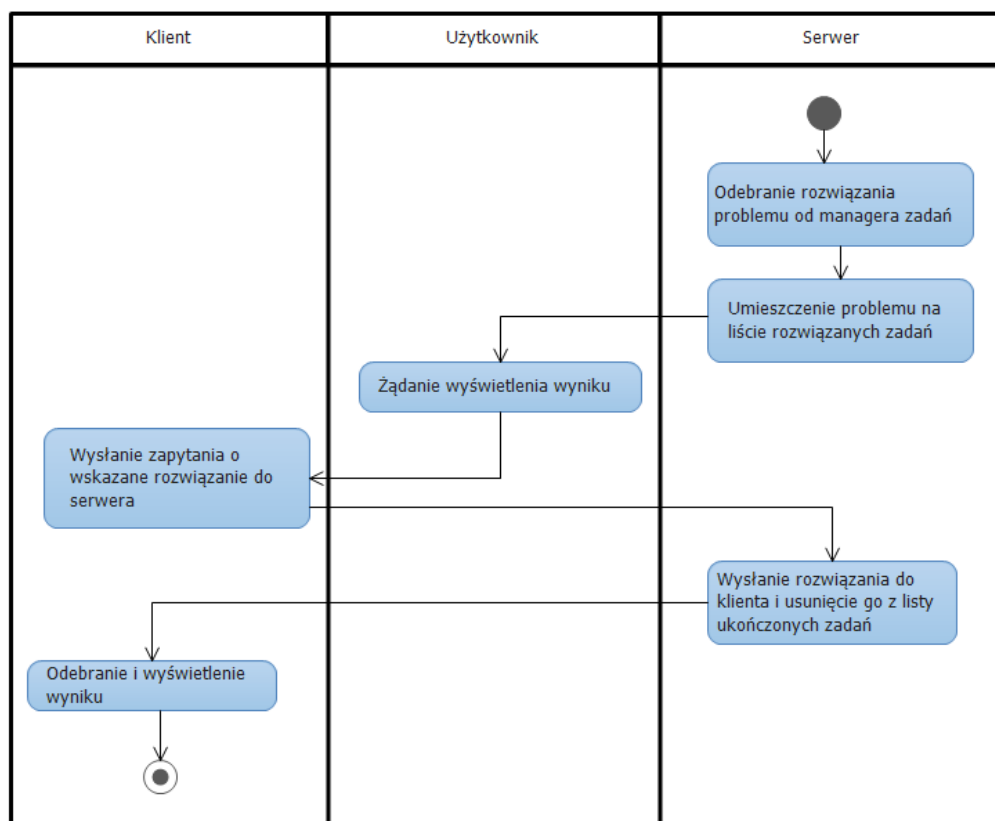 Klient
Użytkownik
Serwer
Odebranie rozwiązania
problemu od managera zadań
Umieszczenie problemu na
liście rozwiązanych zadań
Żądanie wyświetlenia wyniku
Wysłanie zapytania o
wskazane rozwiązanie do
serwera
Wysłanie rozwiązania do
klienta i usunięcie go z listy
ukończonych zadań
Odebranie i wyświetlenie
wyniku